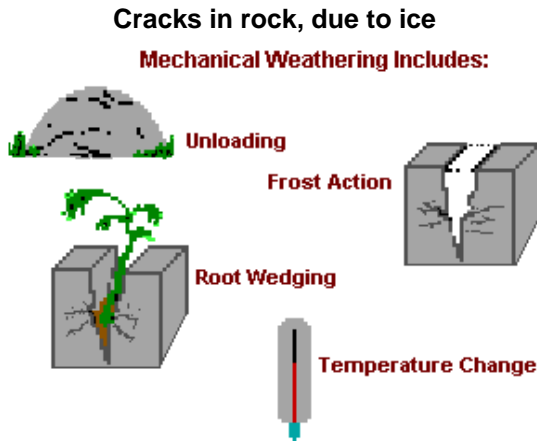 Cracks in rock, due to ice
Mechanical Weathering Includes:
Unloading
Frost Action
Root Wedging
Temperature Change